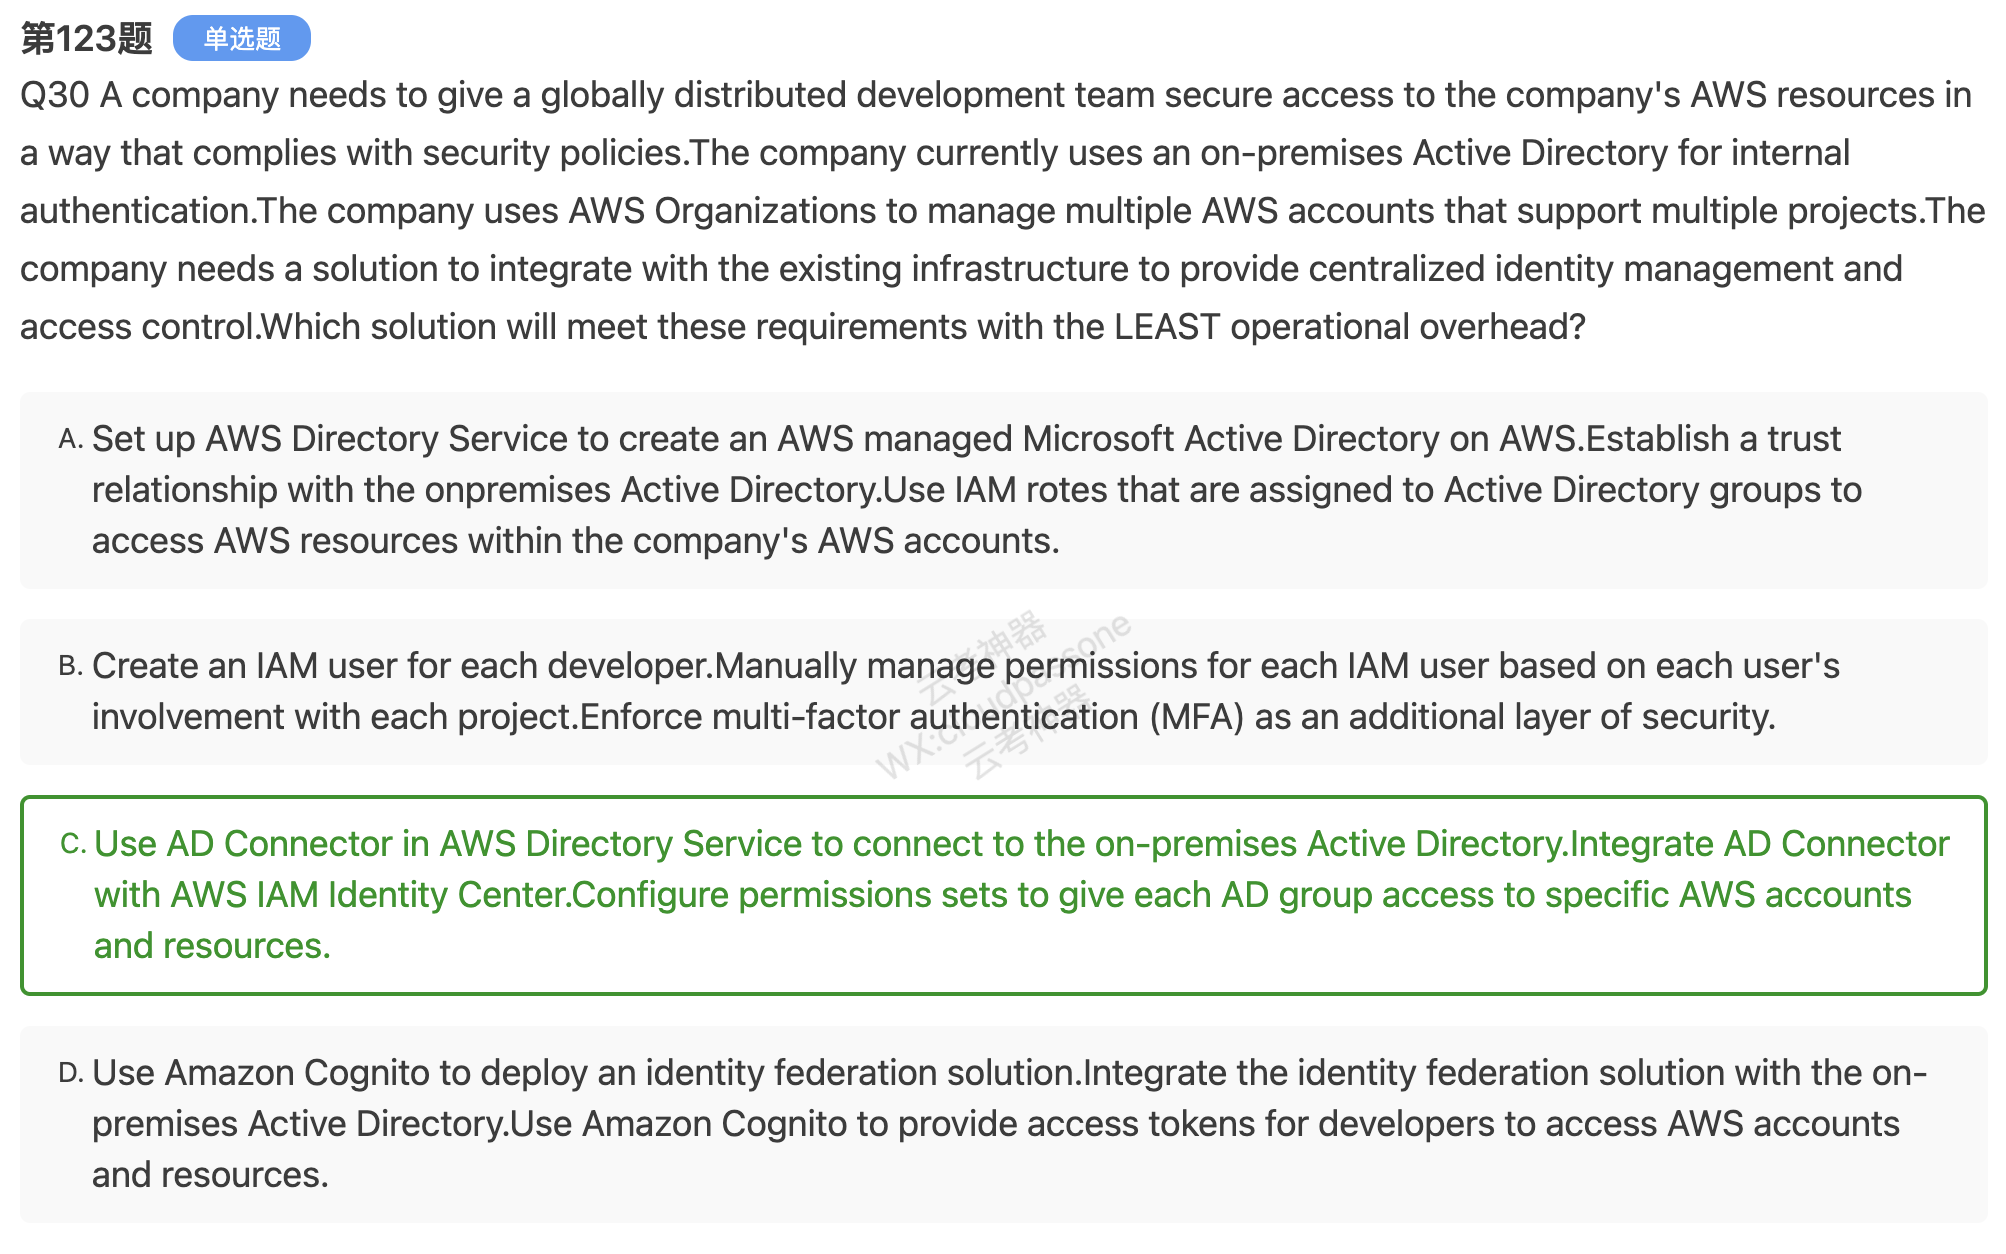 第123题 单选题
Q30 A company needs to give a globally distributed development team secure access to the company's AWS resources in
a way that complies with security policies.The company currently uses an on-premises Active Directory for internal
authentication.The company uses AWS Organizations to manage multiple AWS accounts that support multiple projects.The
company needs a solution to integrate with the existing infrastructure to provide centralized identity management and
access control.Which solution will meet these requirements with the LEAST operational overhead?
A. Set up AWS Directory Service to create an AWS managed Microsoft Active Directory on AWS.Establish a trust
relationship with the onpremises Active Directory.Use IAM rotes that are assigned to Active Directory groups to
access AWS resources within the company's AWS accounts.
B. Create an IAM user for each developer.Manually manage permissions for each IAM user based on each user's
involvement with each project.Enforce multi-factor authentication (MFA) as an additional layer of security.
云考神器
WX:cloudpassone
云考神器
C. Use AD Connector in AWS Directory Service to connect to the on-premises Active Directory.Integrate AD Connector
with AWS IAM Identity Center.Configure permissions sets to give each AD group access to specific AWS accounts
and resources.
D. Use Amazon Cognito to deploy an identity federation solution.Integrate the identity federation solution with the on-
premises Active Directory.Use Amazon Cognito to provide access tokens for developers to access AWS accounts
and resources.